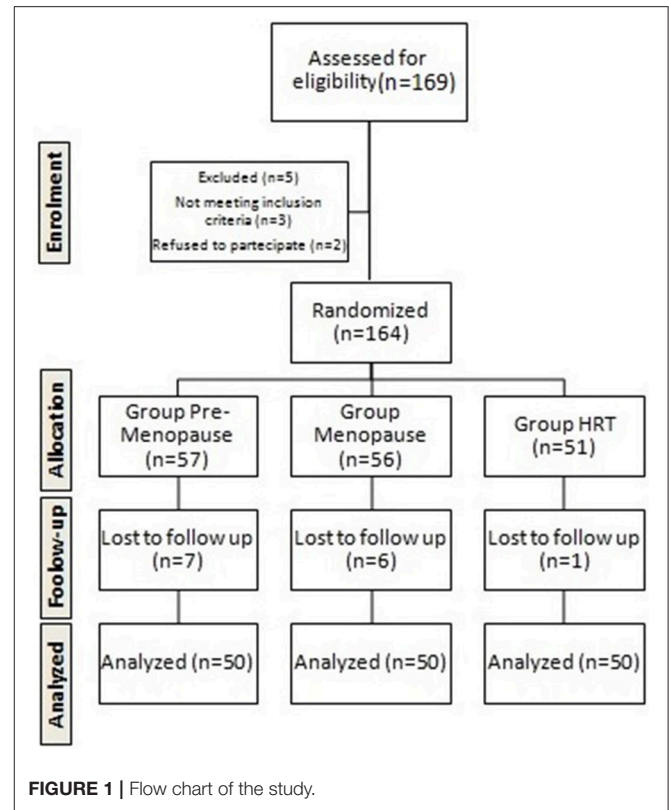 Assessed for
eligibility(n=169)
Enrolment
Excluded (n=5)
Not meeting inclusion
criteria (n=3)
Refused to partecipate (n=2)
Randomized
(n=164)
Allocation
Group Pre-
Menopause
(n=57)
Group
Menopause
(n=56)
Group HRT
(n=51)
Foolow-up
Lost to follow up
(n=7)
Lost to follow up
(n=6)
Lost to follow up
(n=1)
Analyzed
Analyzed (n=50)
Analyzed (n=50)
Analyzed (n=50)
FIGURE 1 | Flow chart of the study.